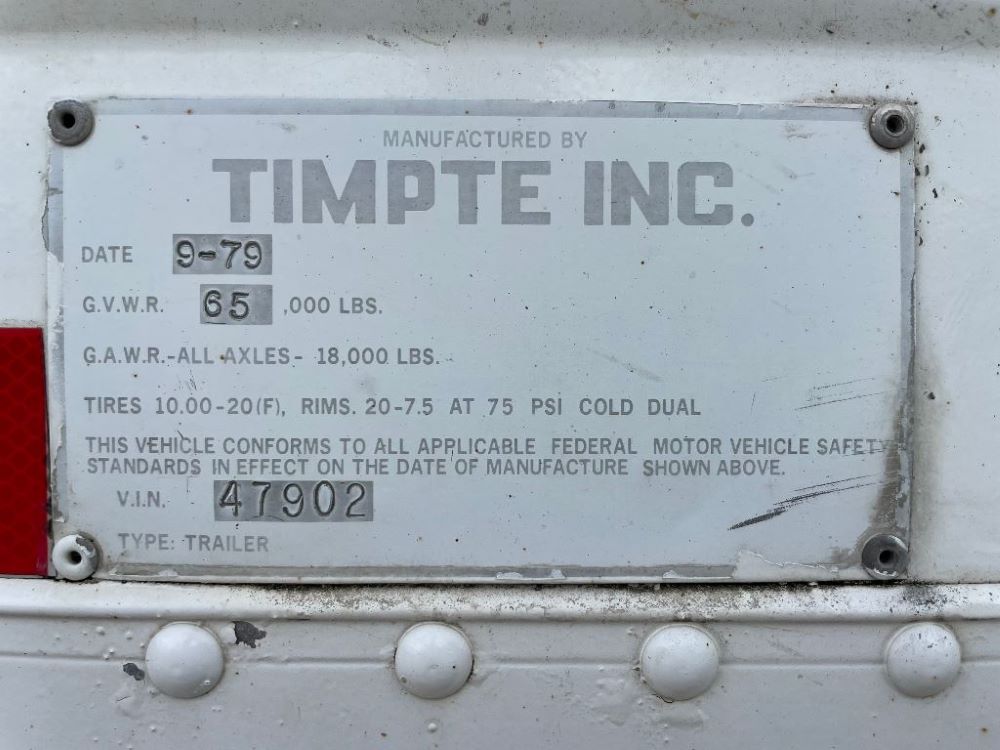 MANUFACTURED BY
TIMPTE INC.
DATE 9-79
G.V.W.R. 65 ,000 LBS.
G.A.W.R.-ALL AXLES- 18,000 LBS.
TIRES 10.00-20(F), RIMS. 20-7.5 AT 75 PSI COLD DUAL
THIS VEHICLE CONFORMS TO ALL APPLICABLE FEDERAL MOTOR VEHICLE SAFETY
STANDARDS IN EFFECT ON THE DATE OF MANUFACTURE SHOWN ABOVE.
V.I.N. 47902
TYPE: TRAILER